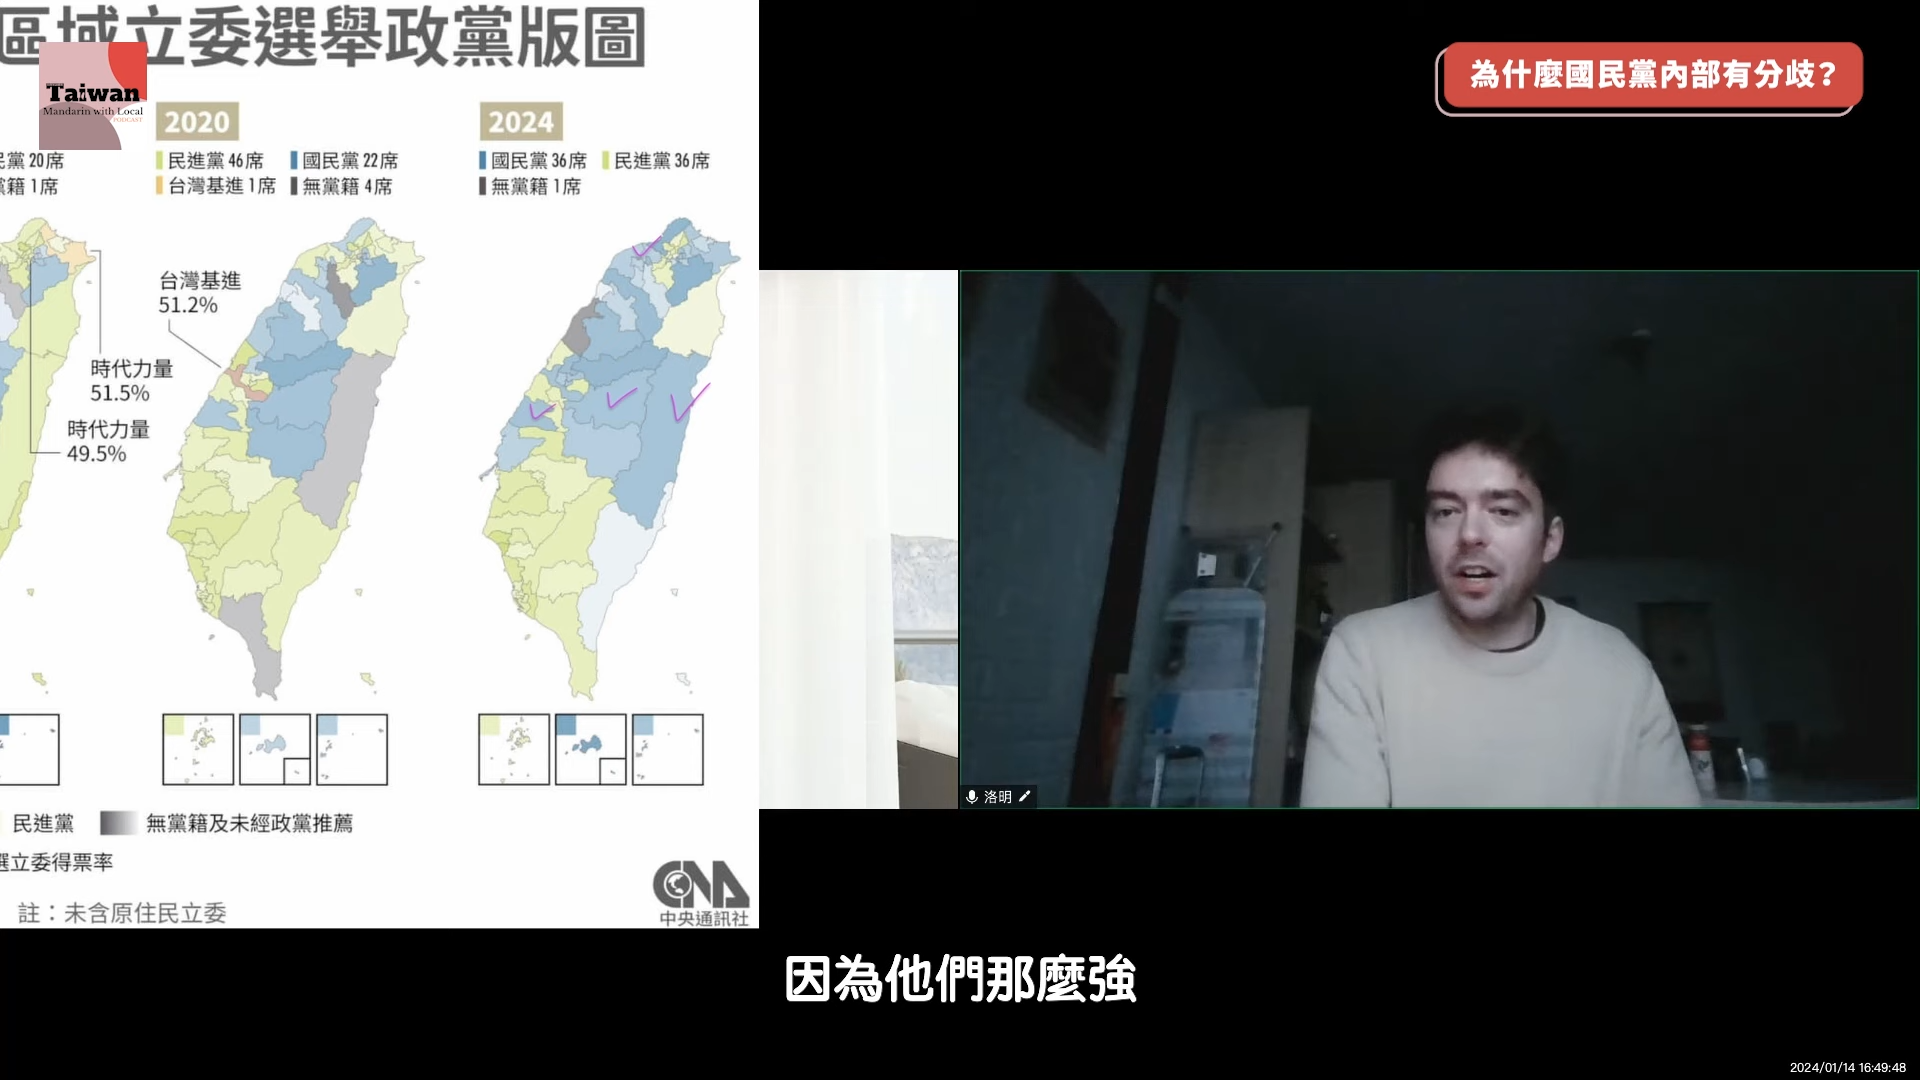 區域立委選舉政黨版圖
Taiwan
Mandarin with Local
PODCAST
為什麼國民黨內部有分歧？
民黨 20席
黨籍 1席
2020
民進黨 46席 國民黨 22席
台灣基進 1席 無黨籍 4席
2024
國民黨 36席 民進黨 36席
無黨籍 1席
台灣基進
51.2%
時代力量
51.5%
時代力量
49.5%
民進黨 無黨籍及未經政黨推薦
選立委得票率
註：未含原住民立委
CNA
中央通訊社
洛明
因為他們那麼強
2024/01/14 16:49:48